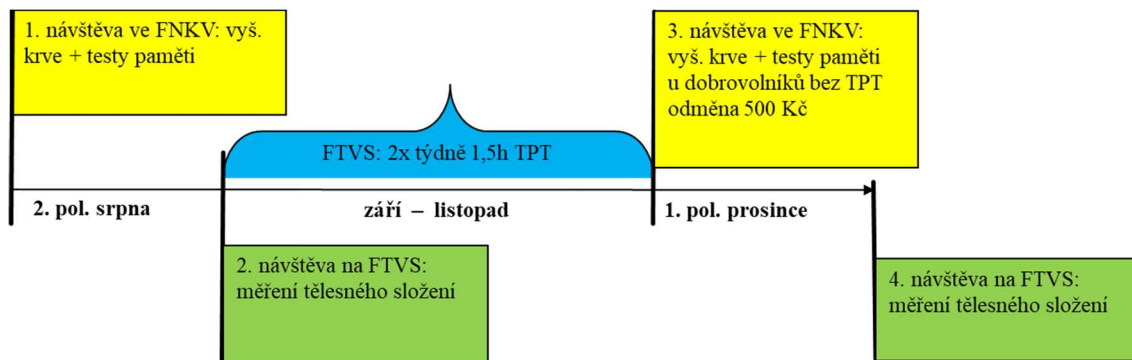 1. návštěva ve FNKV: vyš.
krve + testy paměti
3. návštěva ve FNKV:
vyš. krve + testy paměti
u dobrovolníků bez TPT
odměna 500 Kč
FTVS: 2x týdně 1,5h TPT
2. pol. srpna
září – listopad
1. pol. prosince
2. návštěva na FTVS:
měření tělesného složení
4. návštěva na FTVS:
měření tělesného složení